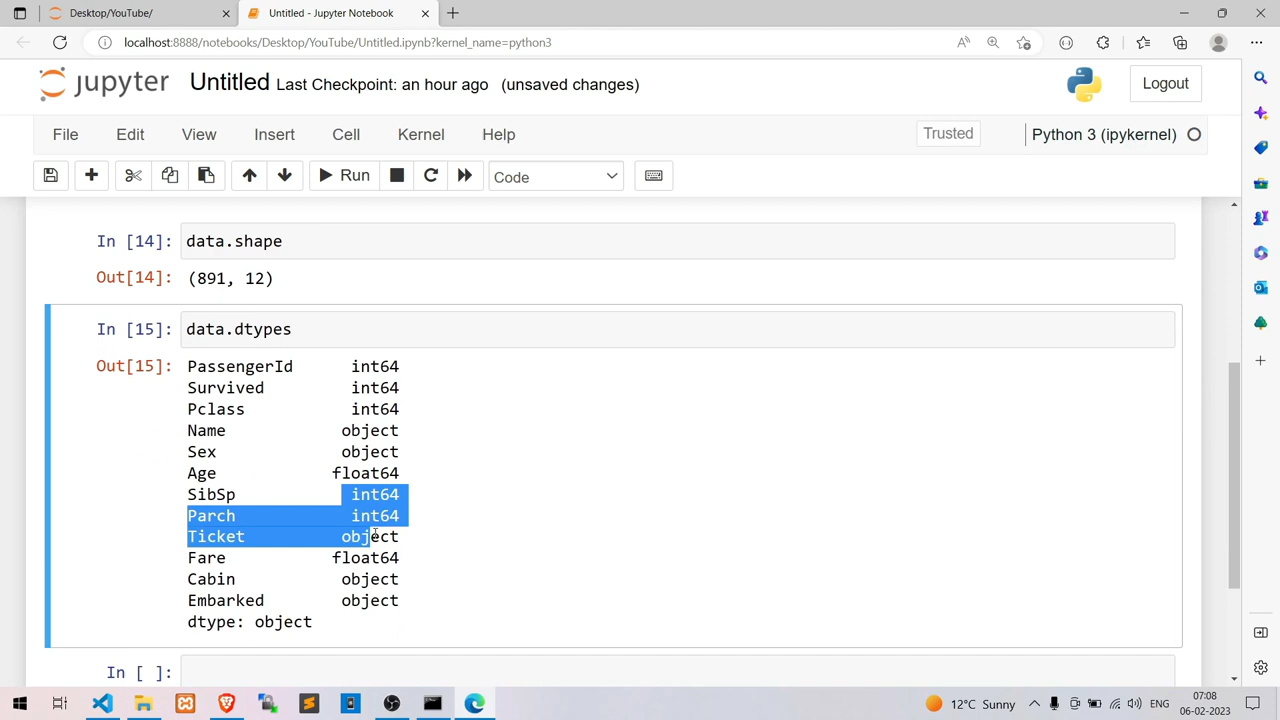 Desktop/YouTube/
Untitled - Jupyter Notebook
localhost:8888/notebooks/Desktop/YouTube/Untitled.ipynb?kernel_name=python3
jupyter Untitled Last Checkpoint: an hour ago (unsaved changes)
Logout
File Edit View Insert Cell Kernel Help
Trusted
Python 3 (ipykernel)
Run
Code
In [14]: data.shape
Out[14]: (891, 12)
In [15]: data.dtypes
Out[15]: PassengerId int64
Survived int64
Pclass int64
Name object
Sex object
Age float64
SibSp int64
Parch int64
Ticket object
Fare float64
Cabin object
Embarked object
dtype: object
In [ ]:
12°C Sunny
ENG
07:08
06-02-2023